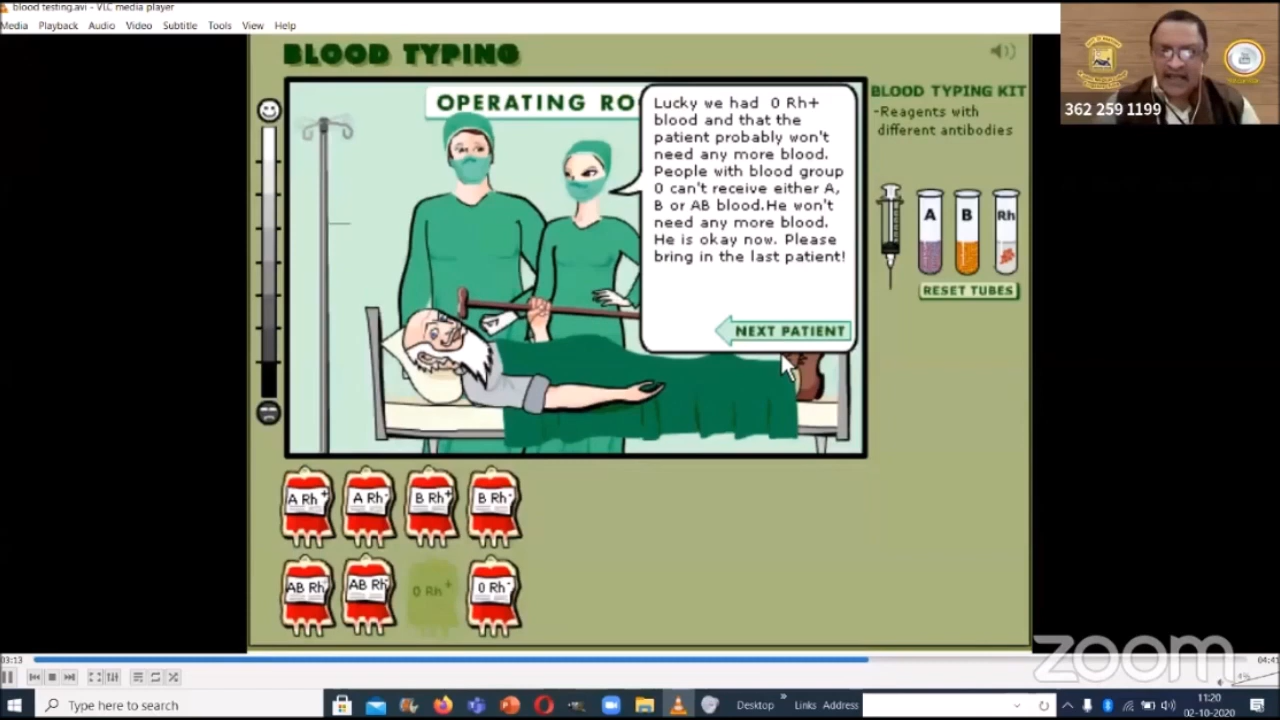 blood testing.avi - VLC media player
Media Playback Audio Video Subtitle Tools View Help
362 259 1199
BLOOD TYPING
OPERATING RO
Lucky we had 0 Rh+
blood and that the
patient probably won't
need any more blood.
People with blood group
0 can't receive either A,
B or AB blood.He won't
need any more blood.
He is okay now. Please
bring in the last patient!
NEXT PATIENT
BLOOD TYPING KIT
-Reagents with
different antibodies
A B Rh
RESET TUBES
A Rh+ A Rh- B Rh+ B Rh-
AB Rh+ AB Rh- 0 Rh+ 0 Rh-
zoom
03:13
04:41
Type here to search
Desktop
Links
Address
11:20
02-10-2020